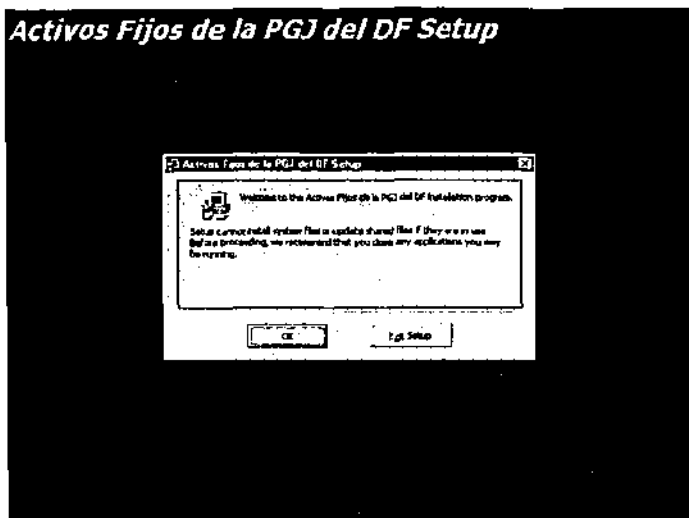 Activos Fijos de la PGJ del DF Setup
Activos Fijos de la PGJ del DF Setup
Welcome to the Activos Fijos de la PGJ del DF installation program.
Setup cannot install system files or update shared files if they are in use.
Before proceeding, we recommend that you close any applications you may
be running.
OK
Exit Setup